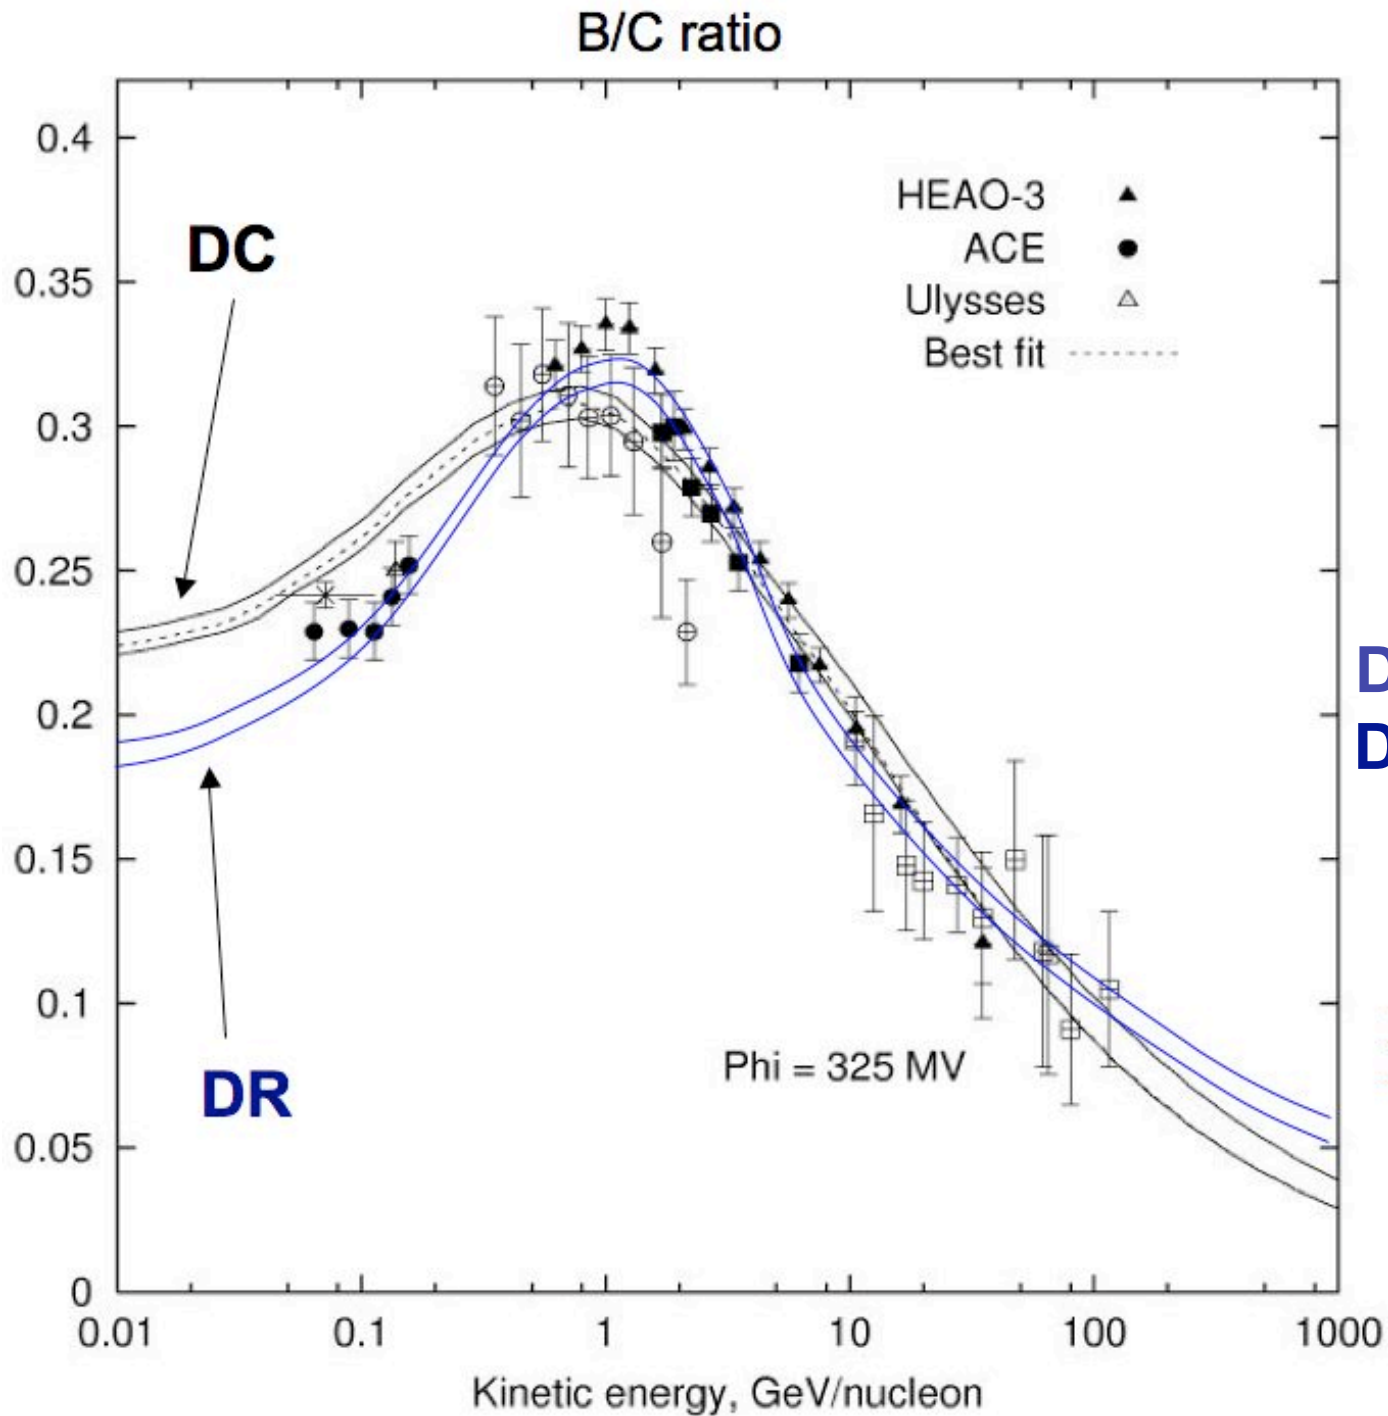 B/C ratio
0.4
0.35
0.3
0.25
0.2
0.15
0.1
0.05
0
HEAO-3
ACE
Ulysses
Best fit
DC
DR
D
D
Phi = 325 MV
0.01 0.1 1 10 100 1000
Kinetic energy, GeV/nucleon